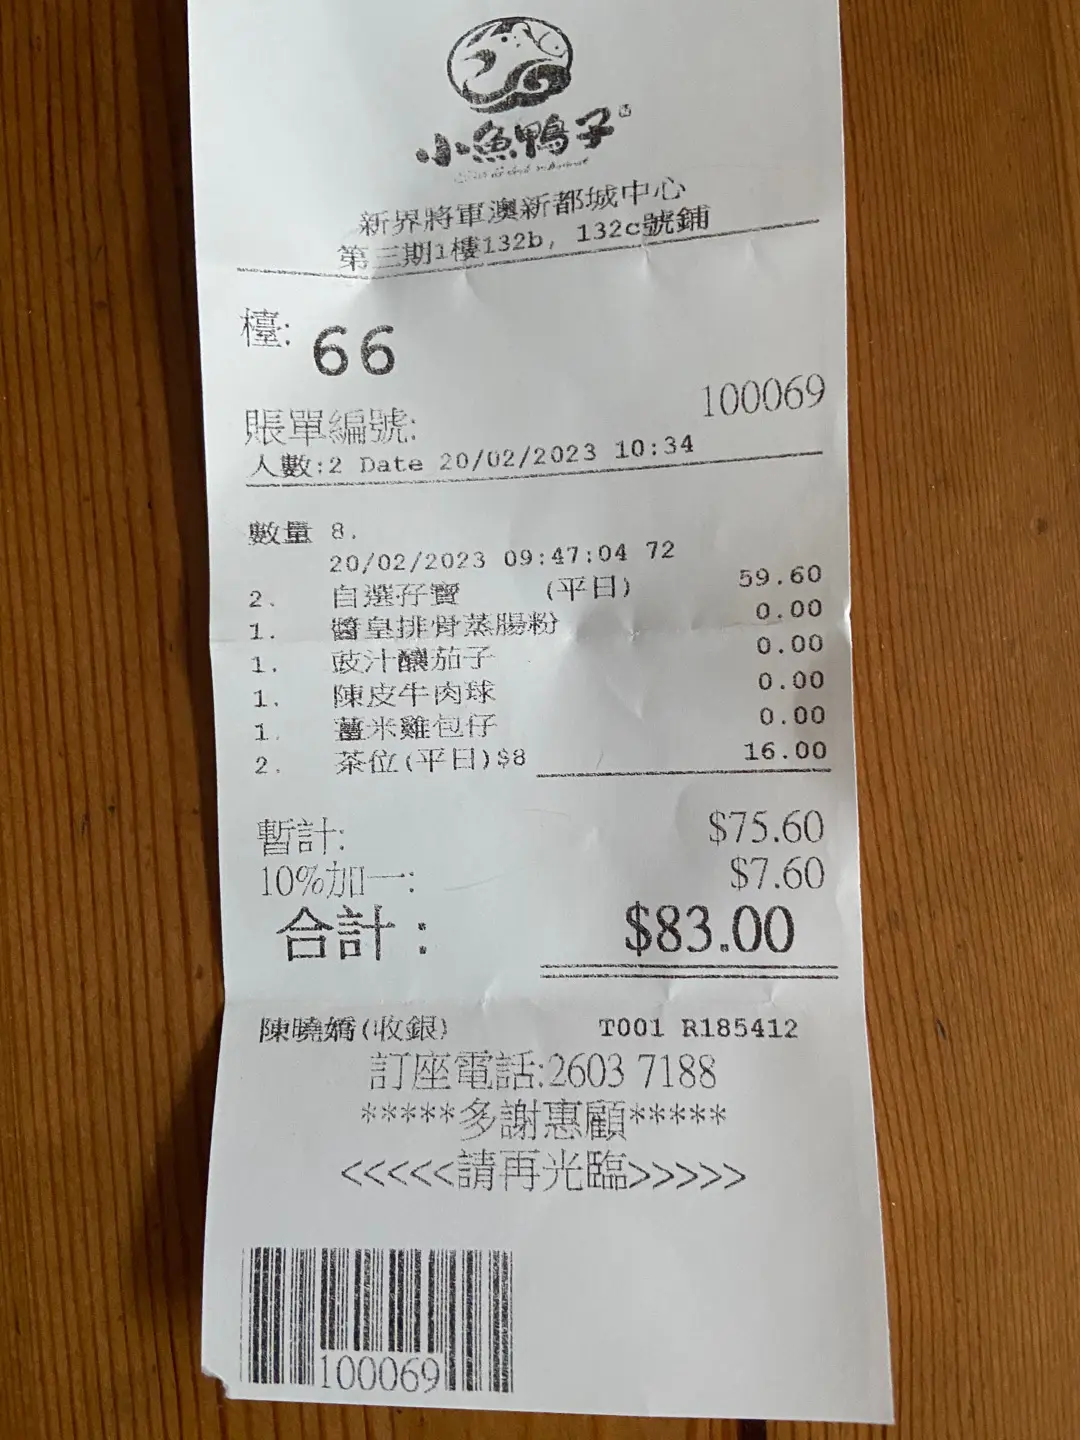 小魚鴨子
新界將軍澳新都城中心
第三期1樓132b, 132c號鋪
檯: 66
賬單編號: 100069
人數:2 Date 20/02/2023 10:34
數量 8.
20/02/2023 09:47:04 72
2. 自選孖寶 (平日) 59.60
1. 醬皇排骨蒸腸粉 0.00
1. 豉汁釀茄子 0.00
1. 陳皮牛肉球 0.00
1. 薑米雞包仔 0.00
2. 茶位(平日)$8 16.00
暫計: $75.60
10%加一: $7.60
合計: $83.00
陳曉嬌(收銀) T001 R185412
訂座電話:2603 7188
*****多謝惠顧*****
<<<<<請再光臨>>>>>
100069